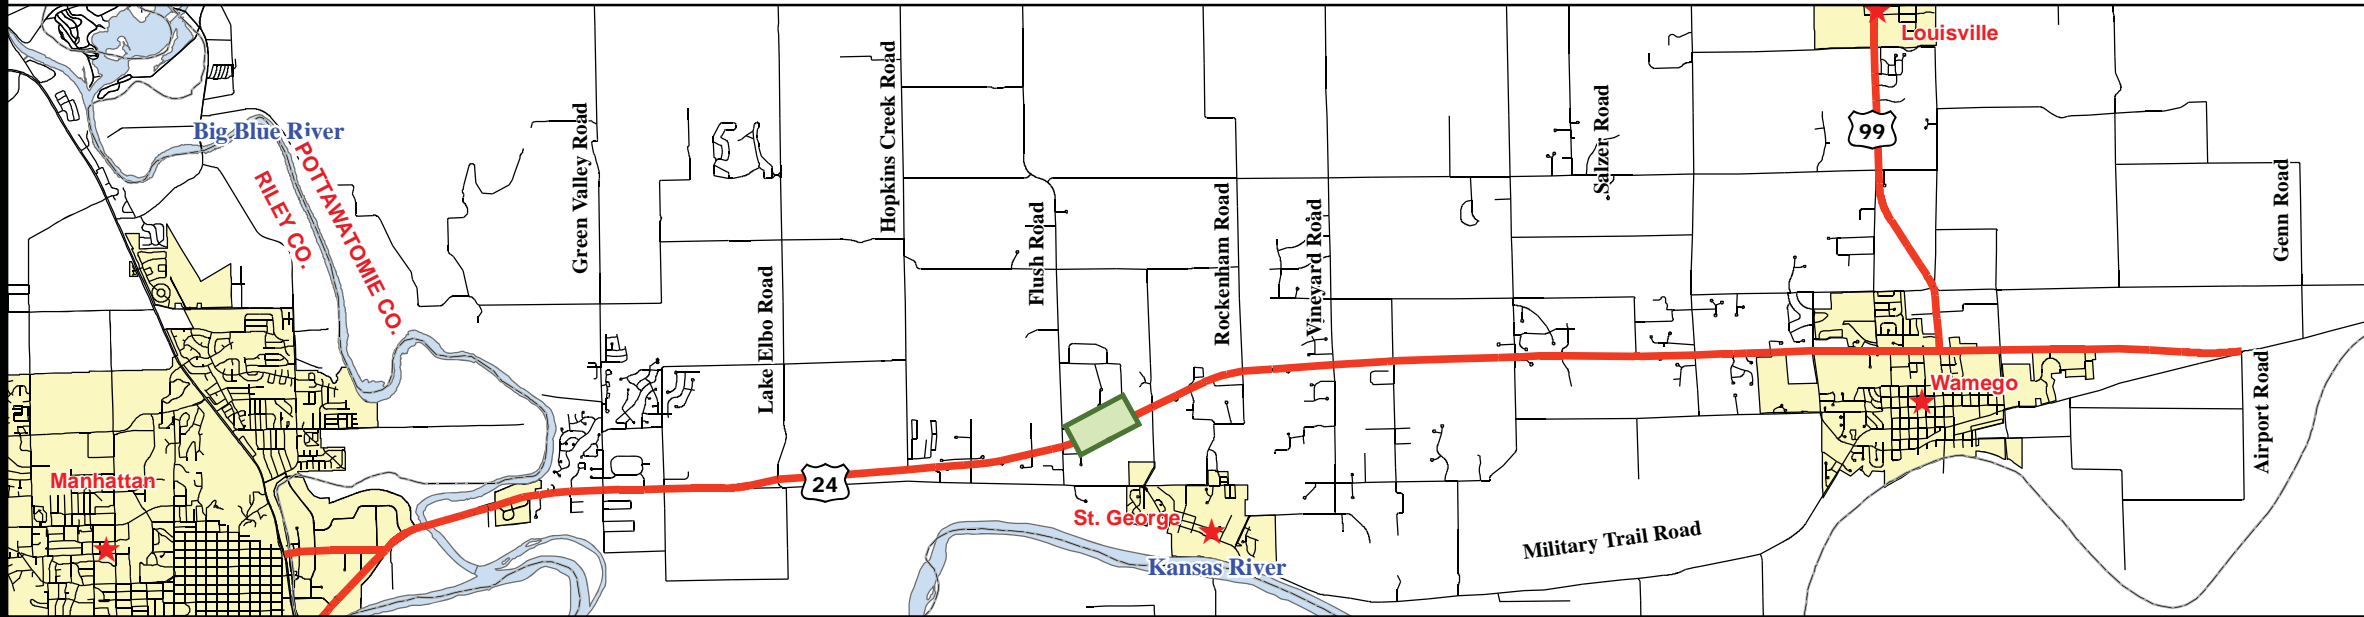 Louisville
99
Big Blue River
POTTAWATOMIE CO.
RILEY CO.
Green Valley Road
Hopkins Creek Road
Salzer Road
Genn Road
Flush Road
Rockenham Road
Vineyard Road
Lake Elbo Road
Airport Road
Wamego
Manhattan
24
St. George
Military Trail Road
Kansas River